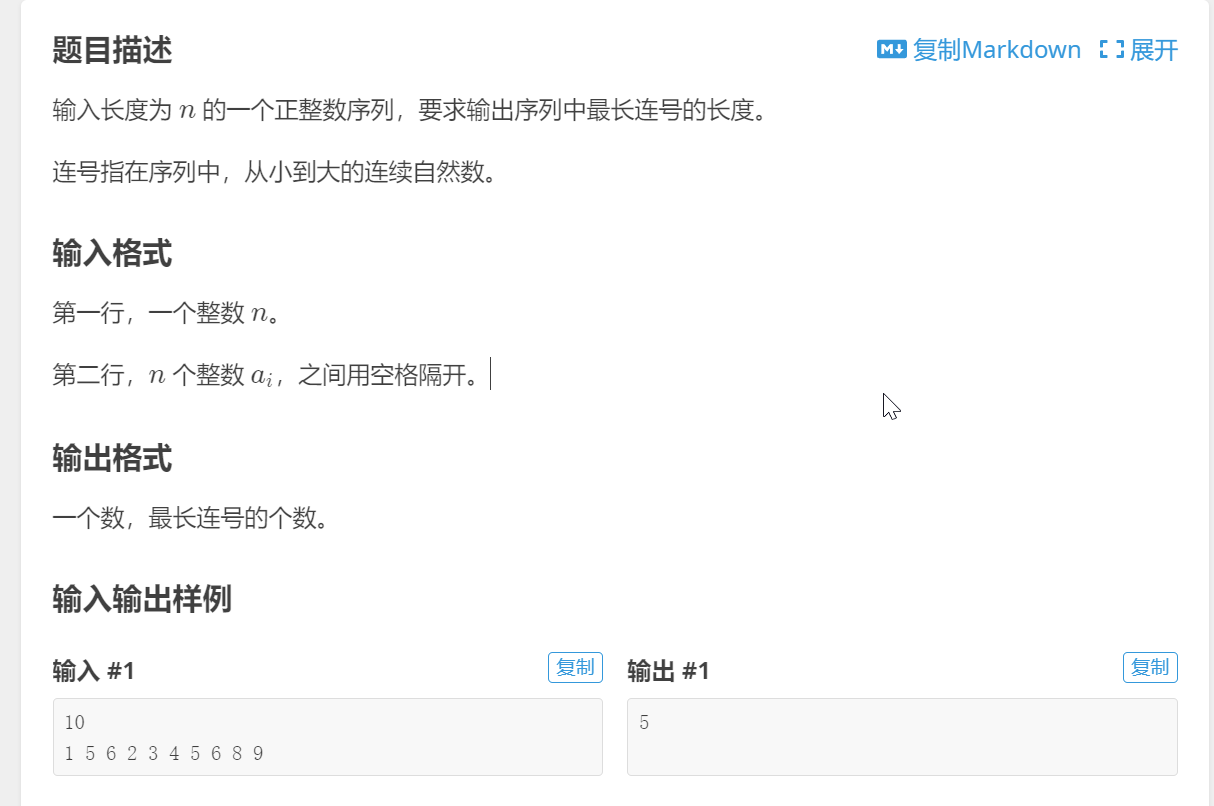 题目描述
复制Markdown 展开
输入长度为 n 的一个正整数序列，要求输出序列中最长连号的长度。
连号指在序列中，从小到大的连续自然数。
输入格式
第一行，一个整数 n。
第二行，n 个整数 aᵢ，之间用空格隔开。
输出格式
一个数，最长连号的个数。
输入输出样例
输入 #1 复制
10
1 5 6 2 3 4 5 6 8 9
输出 #1 复制
5